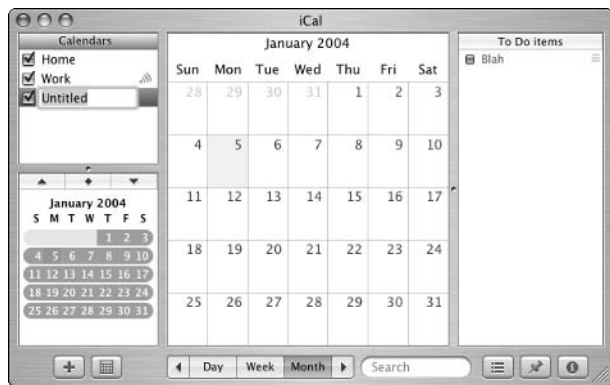 iCal
Calendars
Home
Work
Untitled
January 2004
S M T W T F S
1 2 3
4 5 6 7 8 9 10
11 12 13 14 15 16 17
18 19 20 21 22 23 24
25 26 27 28 29 30 31
January 2004
Sun Mon Tue Wed Thu Fri Sat
28 29 30 31 1 2 3
4 5 6 7 8 9 10
11 12 13 14 15 16 17
18 19 20 21 22 23 24
25 26 27 28 29 30 31
To Do items
Blah
Day Week Month Search